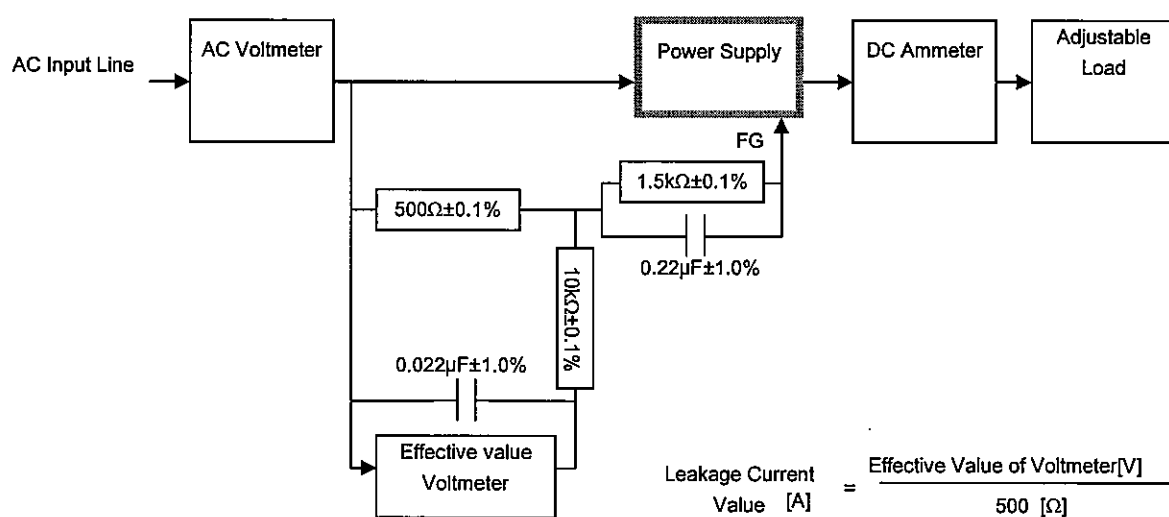 AC Voltmeter
Power Supply
DC Ammeter
Adjustable
Load
AC Input Line
FG
1.5kΩ±0.1%
500Ω±0.1%
0.22µF±1.0%
10kΩ±0.1%
0.022µF±1.0%
Effective value
Voltmeter
Leakage Current
Value [A]
=
Effective Value of Voltmeter[V]
500 [Ω]